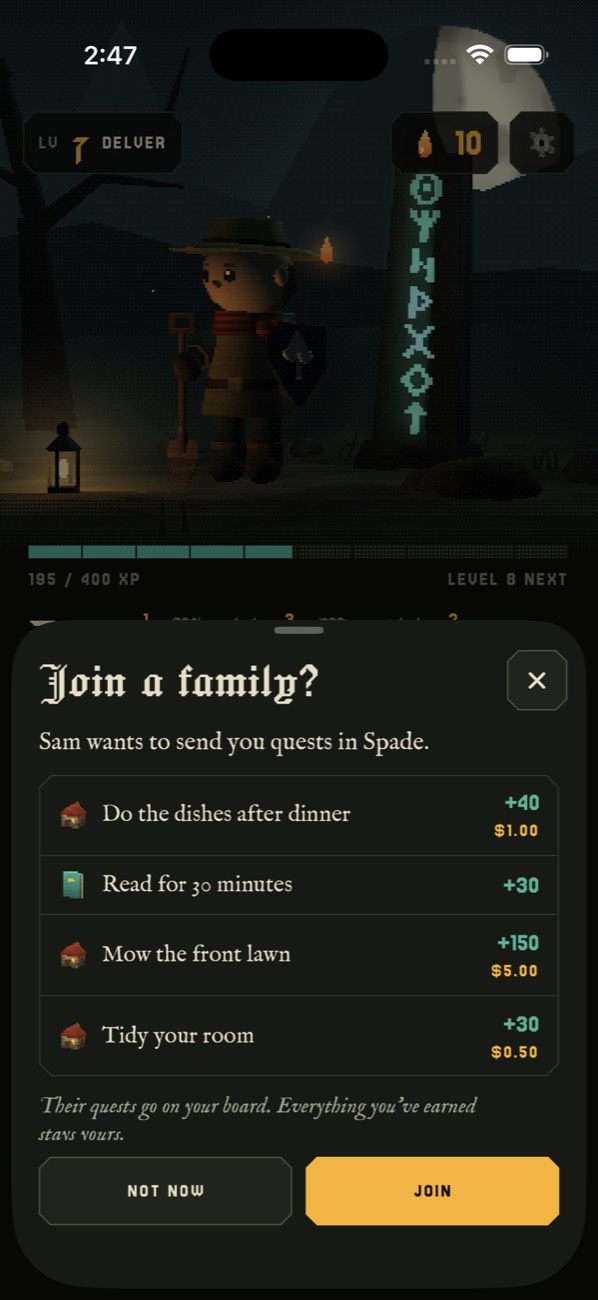 2:47
LV 7 DELVER
10
195 / 400 XP
LEVEL 8 NEXT
Join a family?
Sam wants to send you quests in Spade.
Do the dishes after dinner
+40
$1.00
Read for 30 minutes
+30
Mow the front lawn
+150
$5.00
Tidy your room
+30
$0.50
Their quests go on your board. Everything you've earned
stays yours.
NOT NOW
JOIN